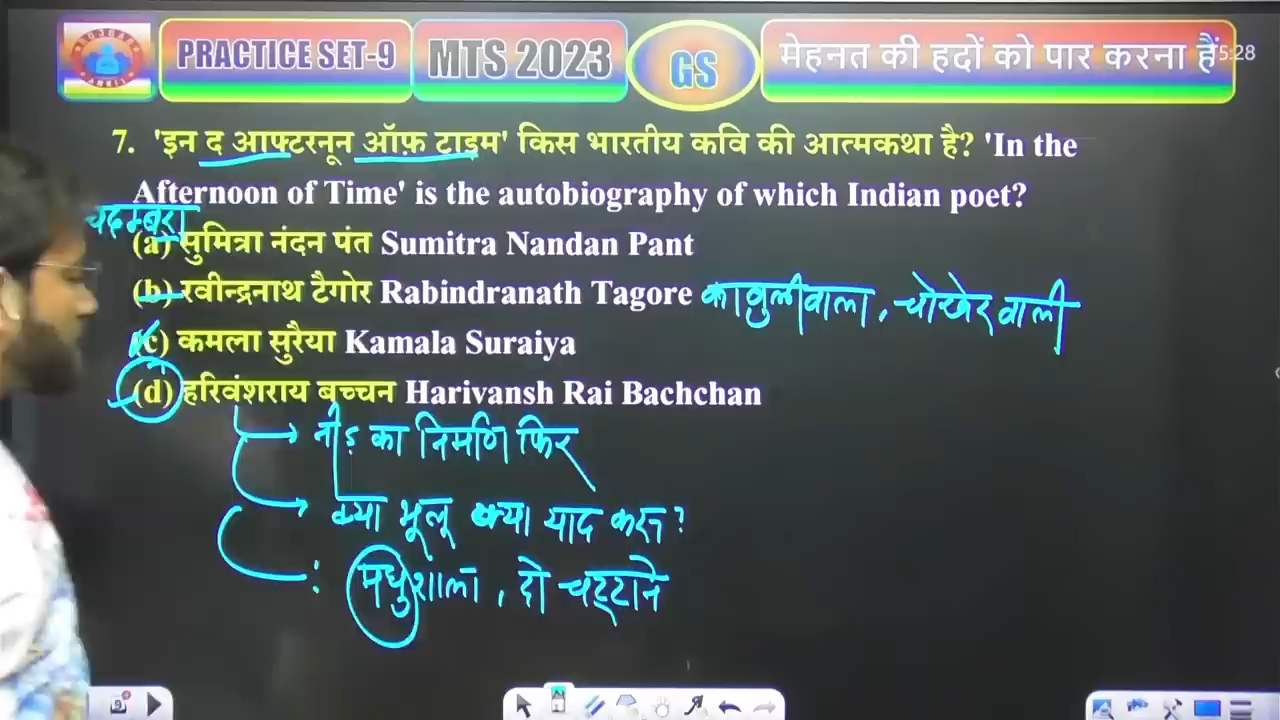 PRACTICE SET-9 MTS 2023 GS मेहनत की हदों को पार करना हैं 5:28
7. 'इन द आफ्टरनून ऑफ़ टाइम' किस भारतीय कवि की आत्मकथा है? 'In the
Afternoon of Time' is the autobiography of which Indian poet?
चदम्बरा
(a) सुमित्रा नंदन पंत Sumitra Nandan Pant
(b) रवीन्द्रनाथ टैगोर Rabindranath Tagore काबुलीवाला, चोखेर वाली
(c) कमला सुरैया Kamala Suraiya
(d) हरिवंशराय बच्चन Harivansh Rai Bachchan
नीड़ का निर्माण फिर
क्या भूलू क्या याद करू?
: मधुशाला, दो चट्टाने